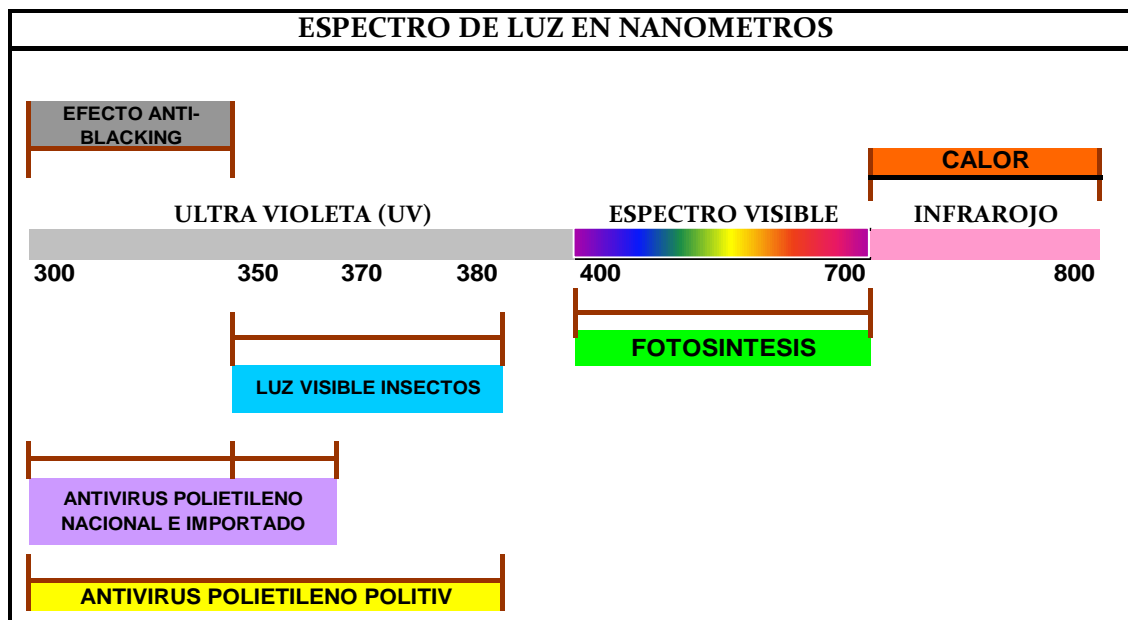 ESPECTRO DE LUZ EN NANOMETROS
EFECTO ANTI-
BLACKING
CALOR
ULTRA VIOLETA (UV) ESPECTRO VISIBLE INFRAROJO
300 350 370 380 400 700 800
FOTOSINTESIS
LUZ VISIBLE INSECTOS
ANTIVIRUS POLIETILENO
NACIONAL E IMPORTADO
ANTIVIRUS POLIETILENO POLITIV